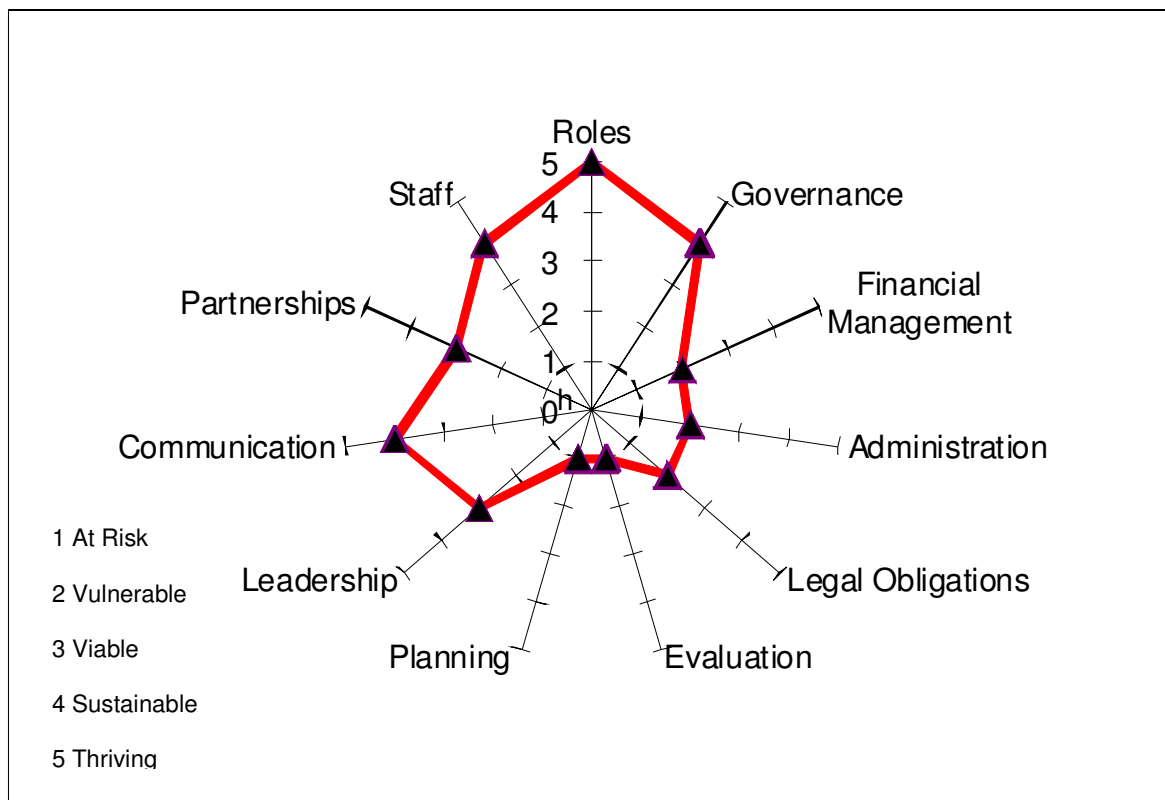 Roles
5
Staff
Governance
4
3
Financial
Management
Partnerships
2
1
h
0
Communication
Administration
1 At Risk
Leadership
Legal Obligations
2 Vulnerable
Planning
Evaluation
3 Viable
4 Sustainable
5 Thriving